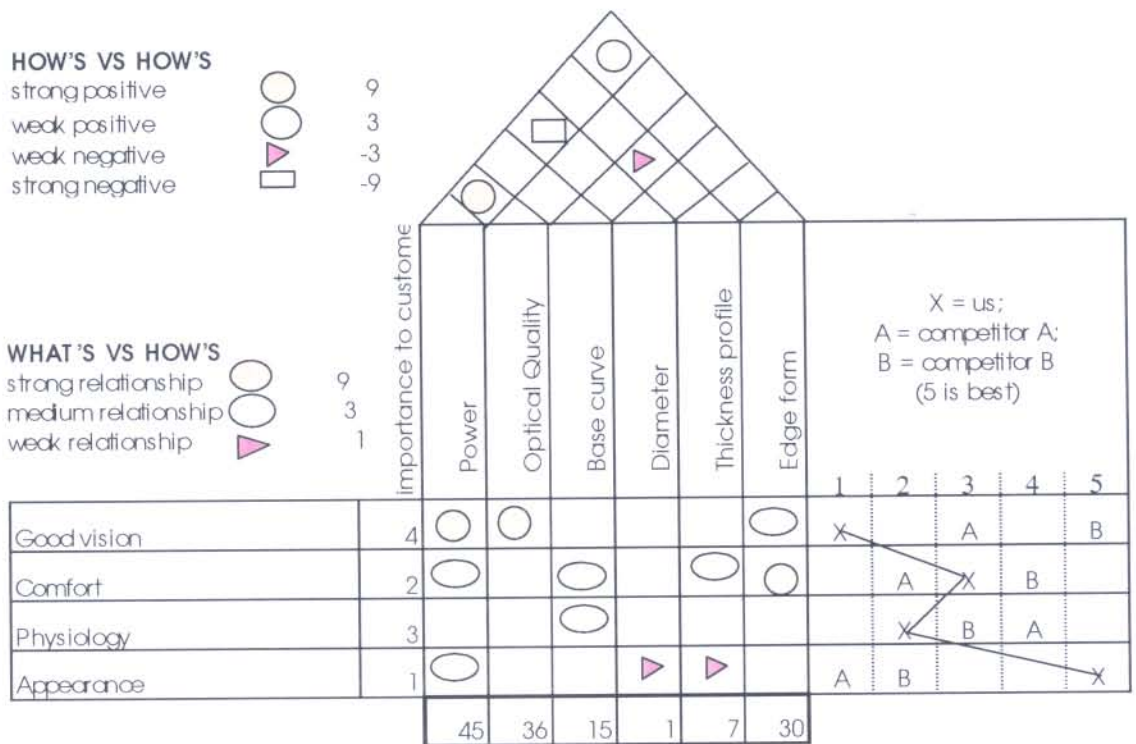 HOW'S VS HOW'S
strong positive 9
weak positive 3
weak negative -3
strong negative -9
WHAT'S VS HOW'S
strong relationship 9
medium relationship 3
weak relationship 1
importance to custome
Power
Optical Quality
Base curve
Diameter
Thickness profile
Edge form
X = us;
A = competitor A;
B = competitor B
(5 is best)
1 2 3 4 5
Good vision 4 X A B
Comfort 2 A X B
Physiology 3 X B A
Appearance 1 A B X
45 36 15 1 7 30